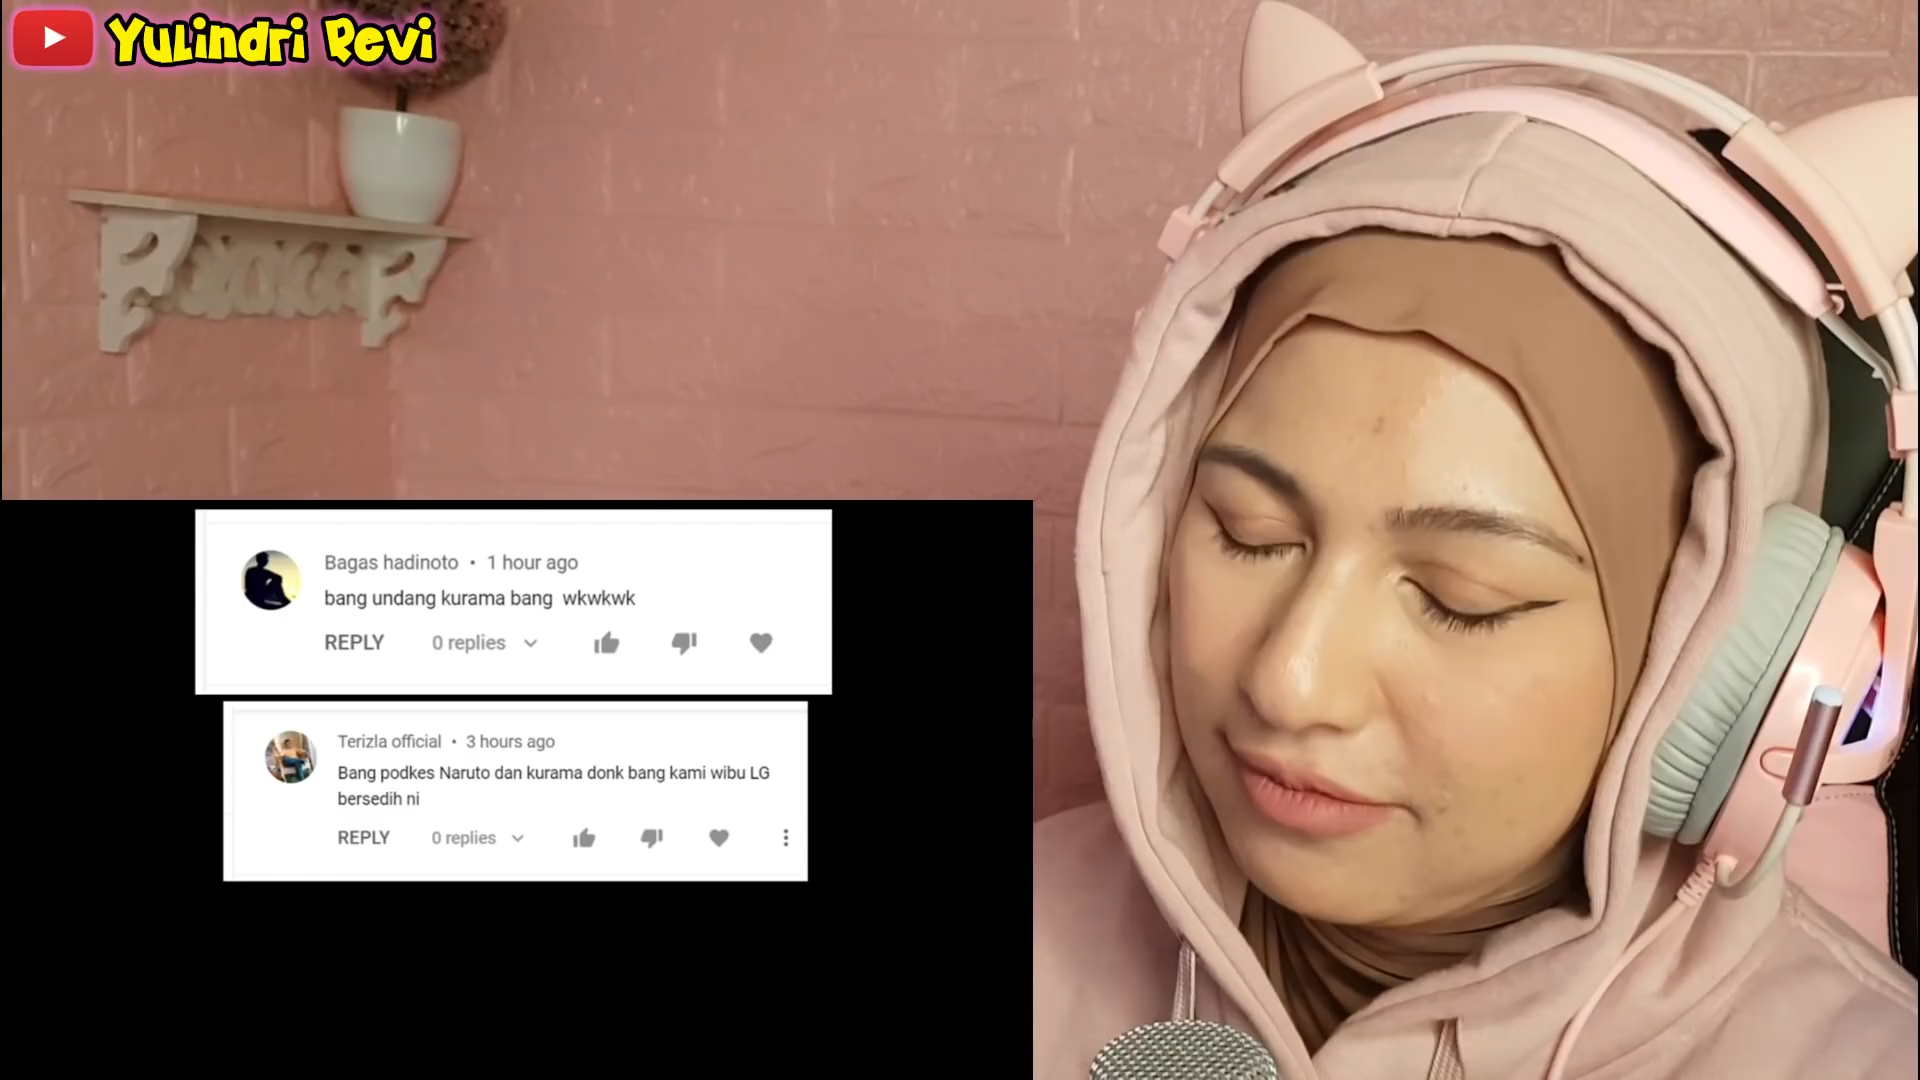 Yulindri Revi
Bagas hadinoto • 1 hour ago
bang undang kurama bang wkwkwk
REPLY 0 replies
Terizla official • 3 hours ago
Bang podkes Naruto dan kurama donk bang kami wibu LG
bersedih ni
REPLY 0 replies